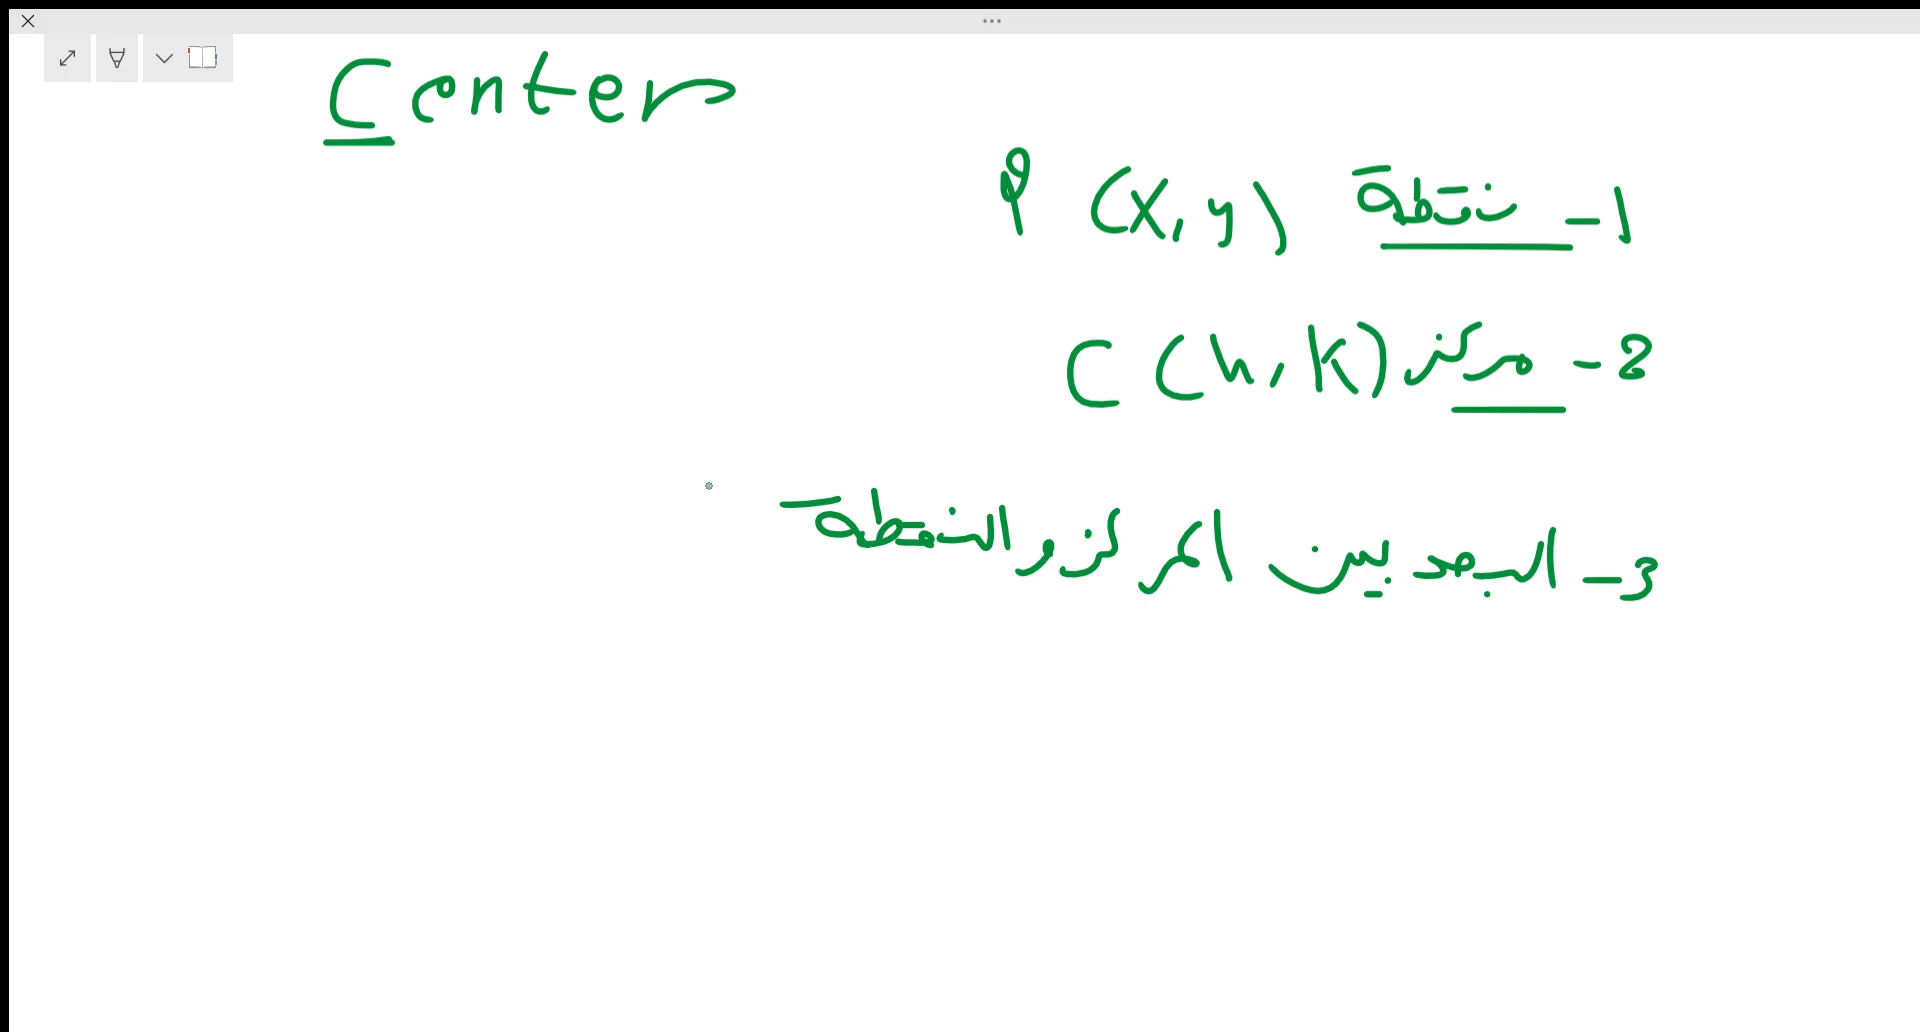 Center
1- نقطة P (x, y)
2- مركز C (h, k)
3- البعد بين المركز والنقطة